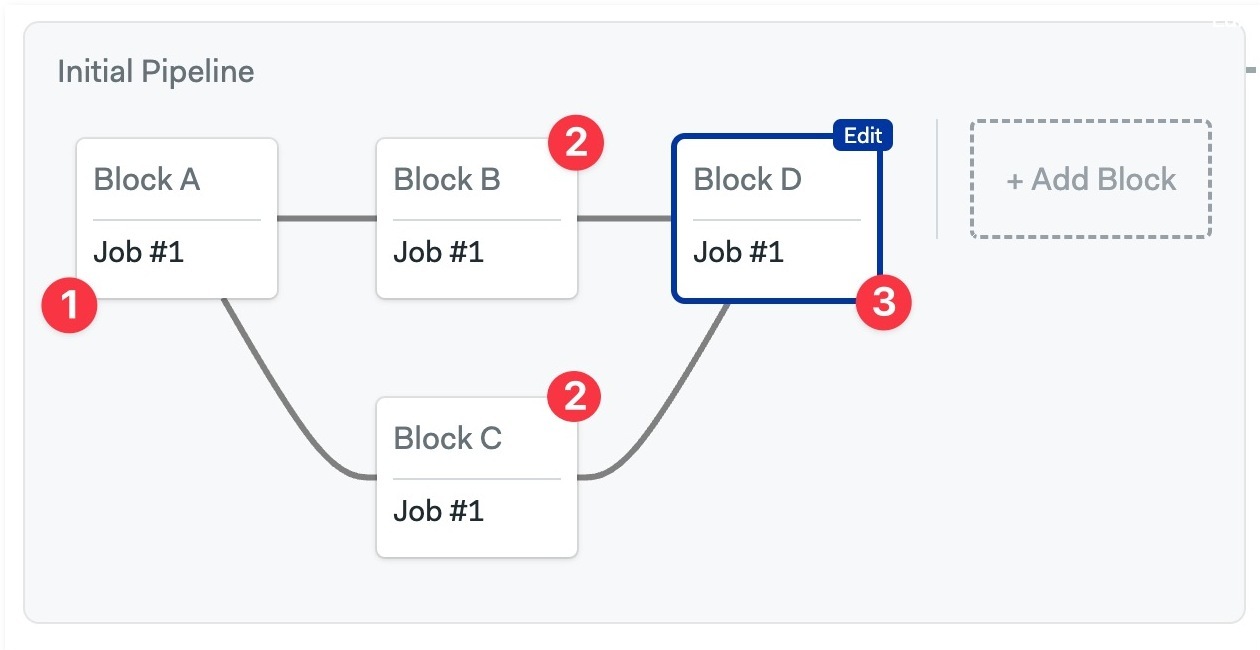 Initial Pipeline
Block A
Job #1
1
Block B
Job #1
2
Block C
Job #1
2
Edit
Block D
Job #1
3
+ Add Block